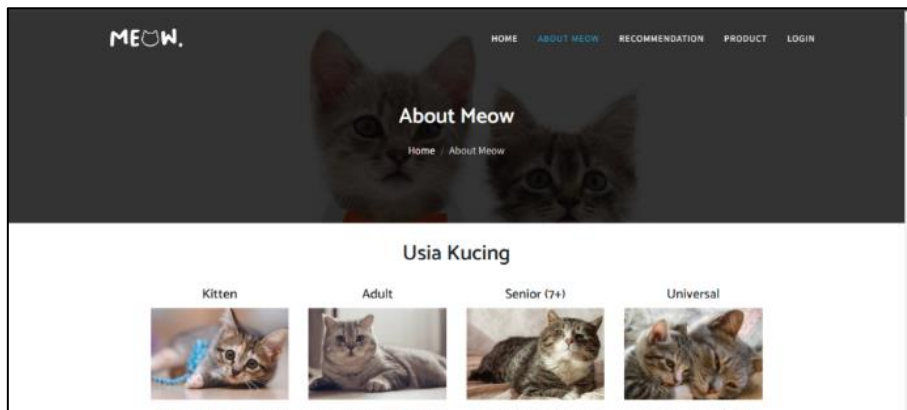 MEOW.
HOME ABOUT MEOW RECOMMENDATION PRODUCT LOGIN
About Meow
Home / About Meow
Usia Kucing
Kitten Adult Senior (7+) Universal